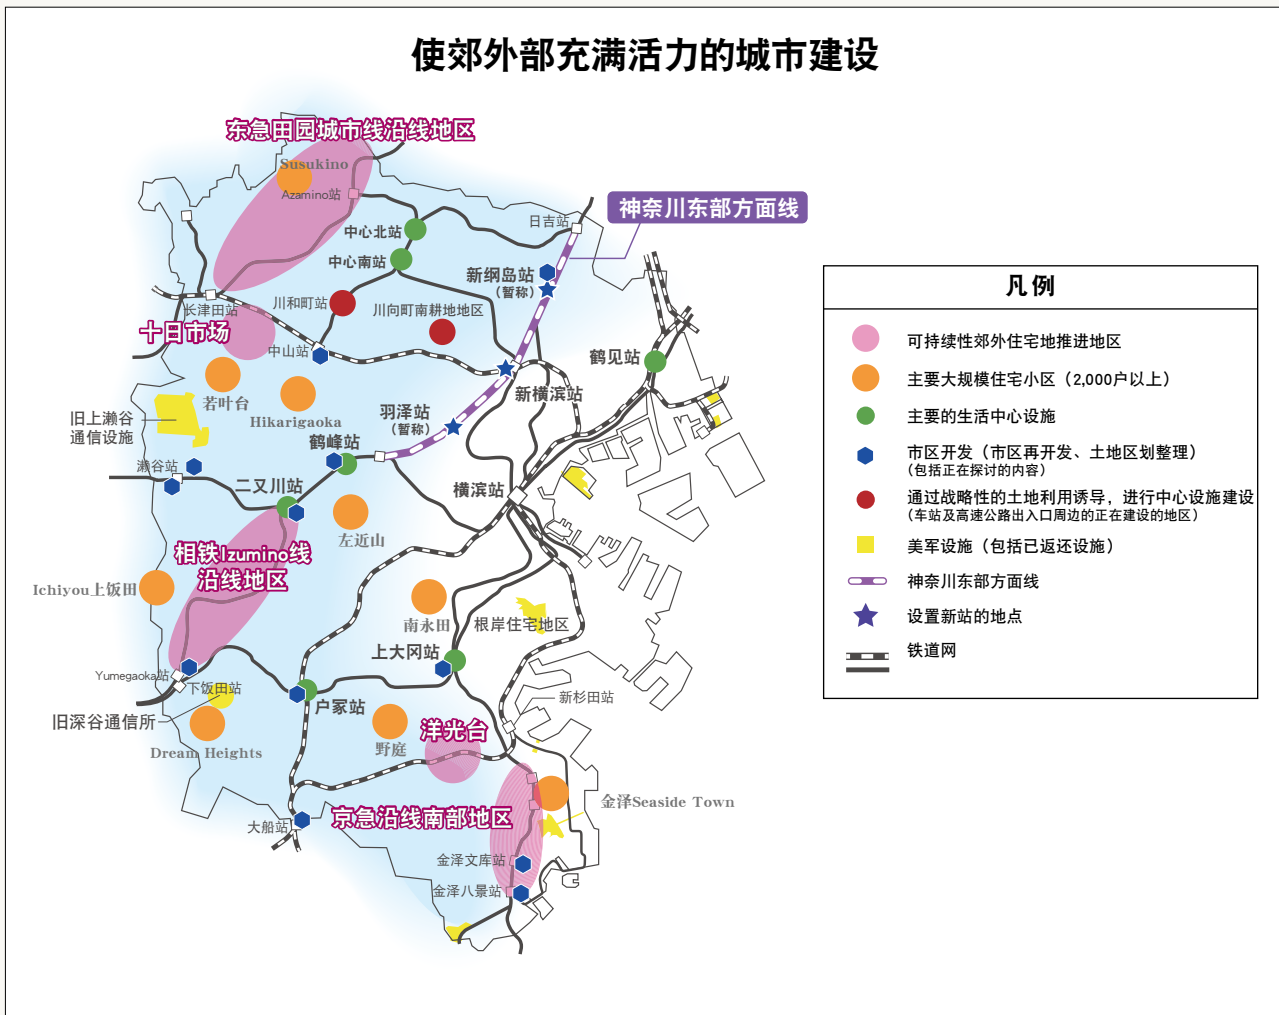 使郊外部充满活力的城市建设
东急田园城市线沿线地区
Susukino
Azamino站
中心北站
中心南站
日吉站
神奈川东部方面线
新纲岛站
(暂称)
长津田站
川和町站
川向町南耕地地区
十日市场
中山站
鹤见站
新横滨站
若叶台
Hikarigaoka
羽泽站
(暂称)
旧上濑谷
通信设施
鹤峰站
濑谷站
二又川站
横滨站
左近山
相铁Izumino线
沿线地区
Ichiyou上饭田
南永田
根岸住宅地区
上大冈站
Yumegaoka站
下饭田站
新杉田站
旧深谷通信所
户冢站
Dream Heights
野庭
洋光台
金泽Seaside Town
京急沿线南部地区
大船站
金泽文库站
金泽八景站
凡例
可持续性郊外住宅地推进地区
主要大规模住宅小区（2,000户以上）
主要的生活中心设施
市区开发（市区再开发、土地区划整理）
(包括正在探讨的内容)
通过战略性的土地利用诱导，进行中心设施建设
(车站及高速公路出入口周边的正在建设的地区)
美军设施（包括已返还设施）
神奈川东部方面线
设置新站的地点
铁道网